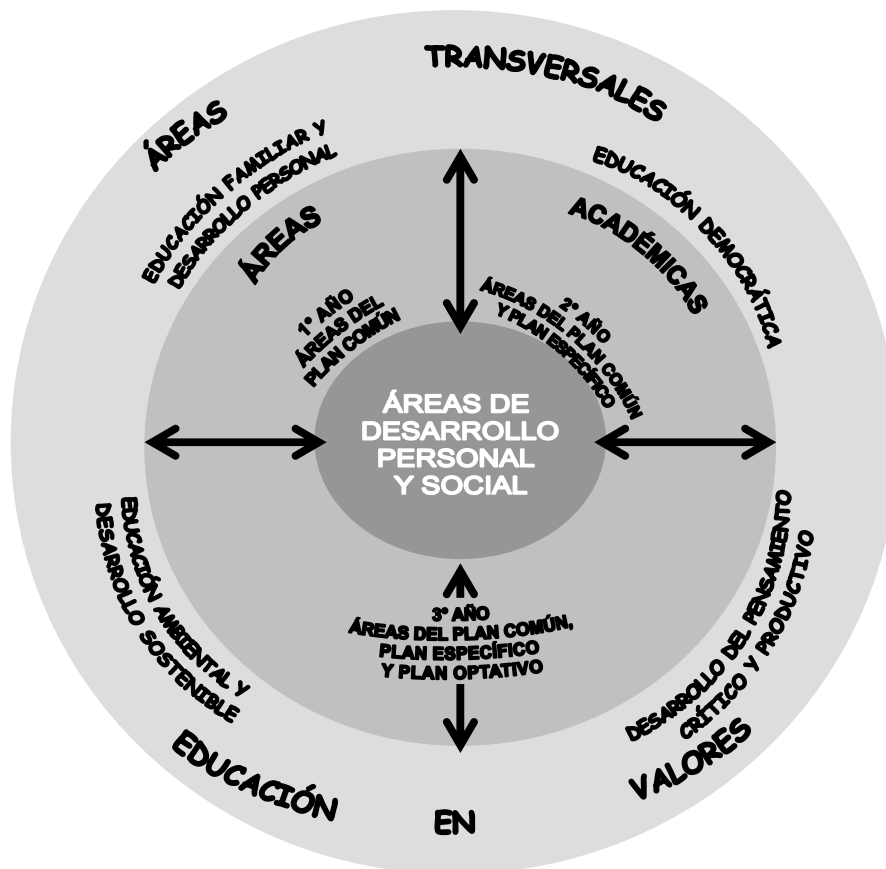 ÁREAS TRANSVERSALES
EDUCACIÓN FAMILIAR Y
DESARROLLO PERSONAL
EDUCACIÓN DEMOCRÁTICA
ÁREAS ACADÉMICAS
1° AÑO
ÁREAS DEL
PLAN COMÚN
2° AÑO
ÁREAS DEL PLAN COMÚN
Y PLAN ESPECÍFICO
ÁREAS DE
DESARROLLO
PERSONAL
Y SOCIAL
3° AÑO
ÁREAS DEL PLAN COMÚN,
PLAN ESPECÍFICO
Y PLAN OPTATIVO
EDUCACIÓN AMBIENTAL Y
DESARROLLO SOSTENIBLE
DESARROLLO DEL PENSAMIENTO
CRÍTICO Y PRODUCTIVO
EDUCACIÓN EN VALORES